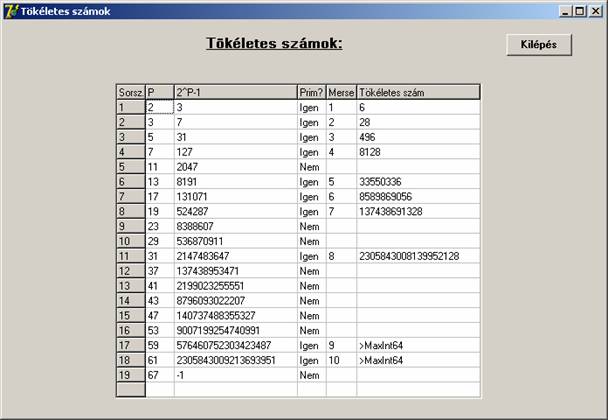 Tökéletes számok
Tökéletes számok:
Kilépés
Sorsz. P 2^P-1 Prim? Merse Tökéletes szám
1 2 3 Igen 1 6
2 3 7 Igen 2 28
3 5 31 Igen 3 496
4 7 127 Igen 4 8128
5 11 2047 Nem
6 13 8191 Igen 5 33550336
7 17 131071 Igen 6 8589869056
8 19 524287 Igen 7 137438691328
9 23 8388607 Nem
10 29 536870911 Nem
11 31 2147483647 Igen 8 2305843008139952128
12 37 137438953471 Nem
13 41 2199023255551 Nem
14 43 8796093022207 Nem
15 47 140737488355327 Nem
16 53 9007199254740991 Nem
17 59 576460752303423487 Igen 9 >MaxInt64
18 61 2305843009213693951 Igen 10 >MaxInt64
19 67 -1 Nem